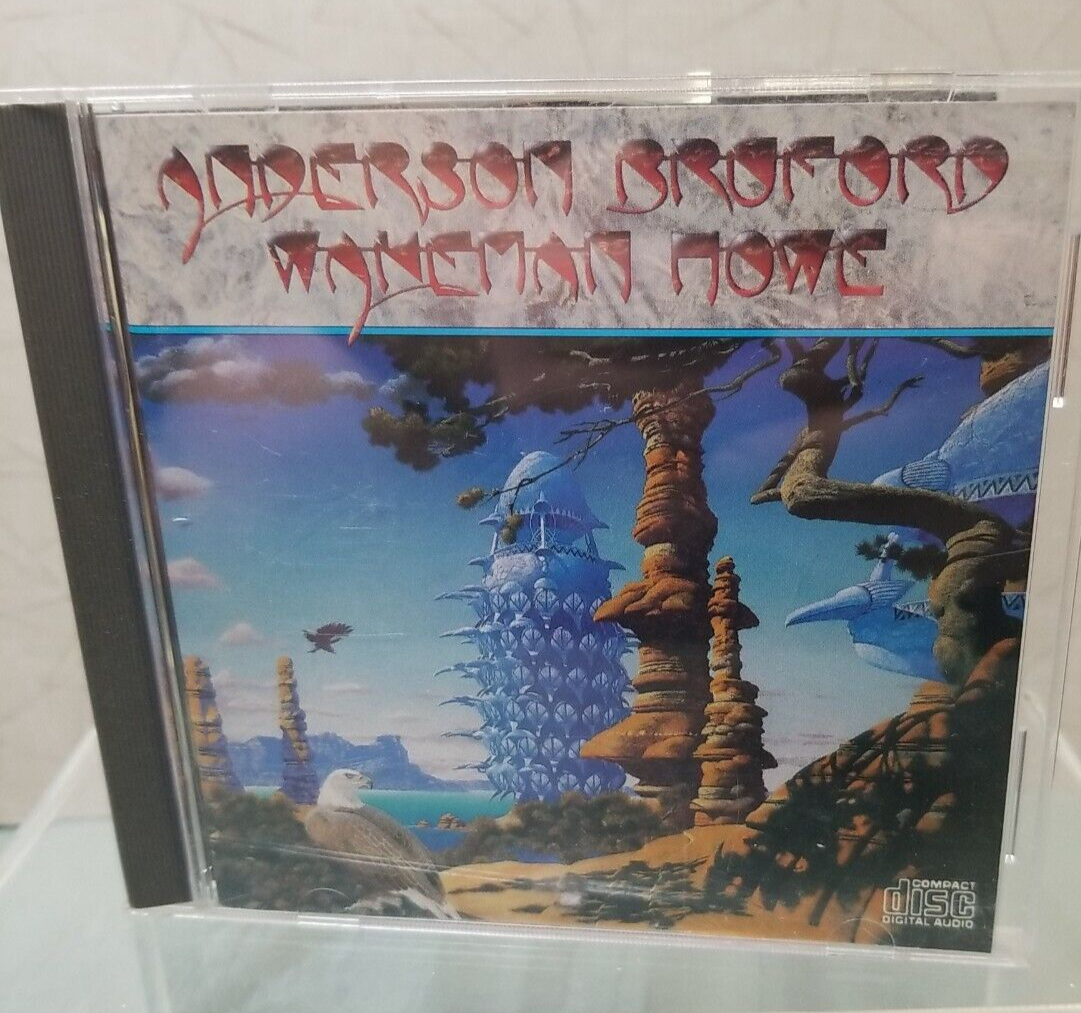 ANDERSON BRUFORD
WAKEMAN HOWE
COMPACT
disc
DIGITAL AUDIO